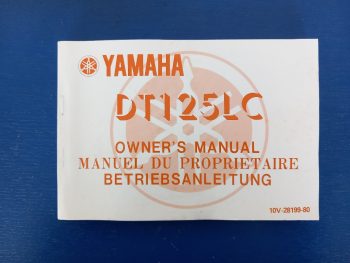 YAMAHA
DT125LC
OWNER'S MANUAL
MANUEL DU PROPRIETAIRE
BETRIEBSANLEITUNG
10V-28199-80